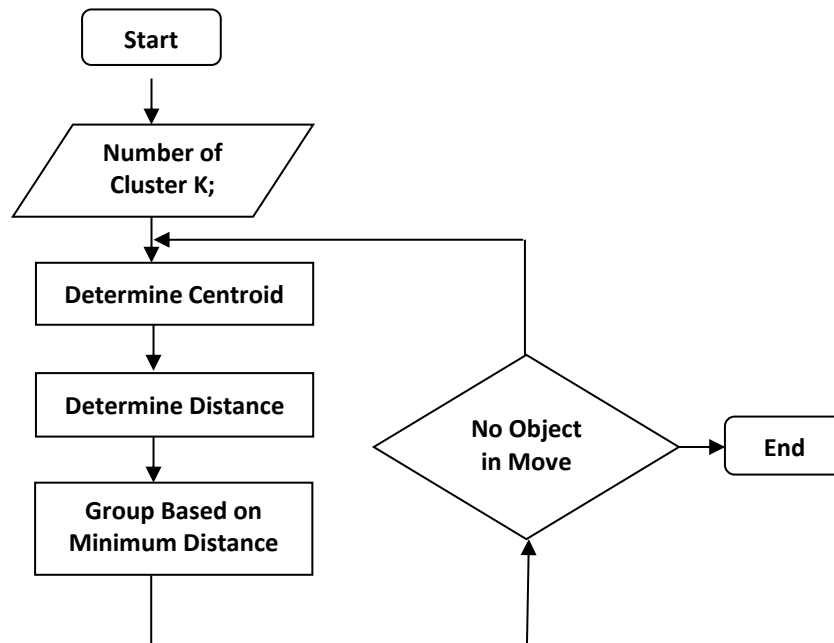 Start
Number of
Cluster K;
Determine Centroid
Determine Distance
Group Based on
Minimum Distance
No Object
in Move
End